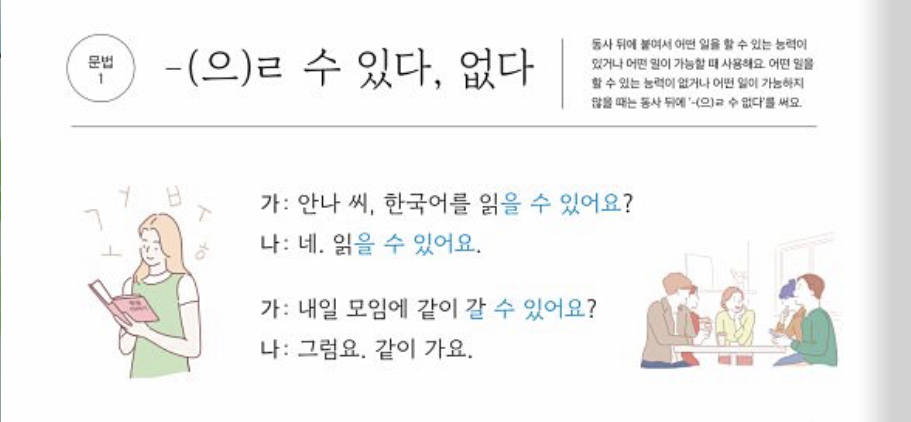 문법
1
-(으)ㄹ 수 있다, 없다
동사 뒤에 붙여서 어떤 일을 할 수 있는 능력이
있거나 어떤 일이 가능할 때 사용해요. 어떤 일을
할 수 있는 능력이 없거나 어떤 일이 가능하지
않을 때는 동사 뒤에 '-(으)ㄹ 수 없다'를 써요.
ㄱ ㅕ ㅂ ㅜ
ㅗ ㅎ
가: 안나 씨, 한국어를 읽을 수 있어요?
나: 네. 읽을 수 있어요.
가: 내일 모임에 같이 갈 수 있어요?
나: 그럼요. 같이 가요.